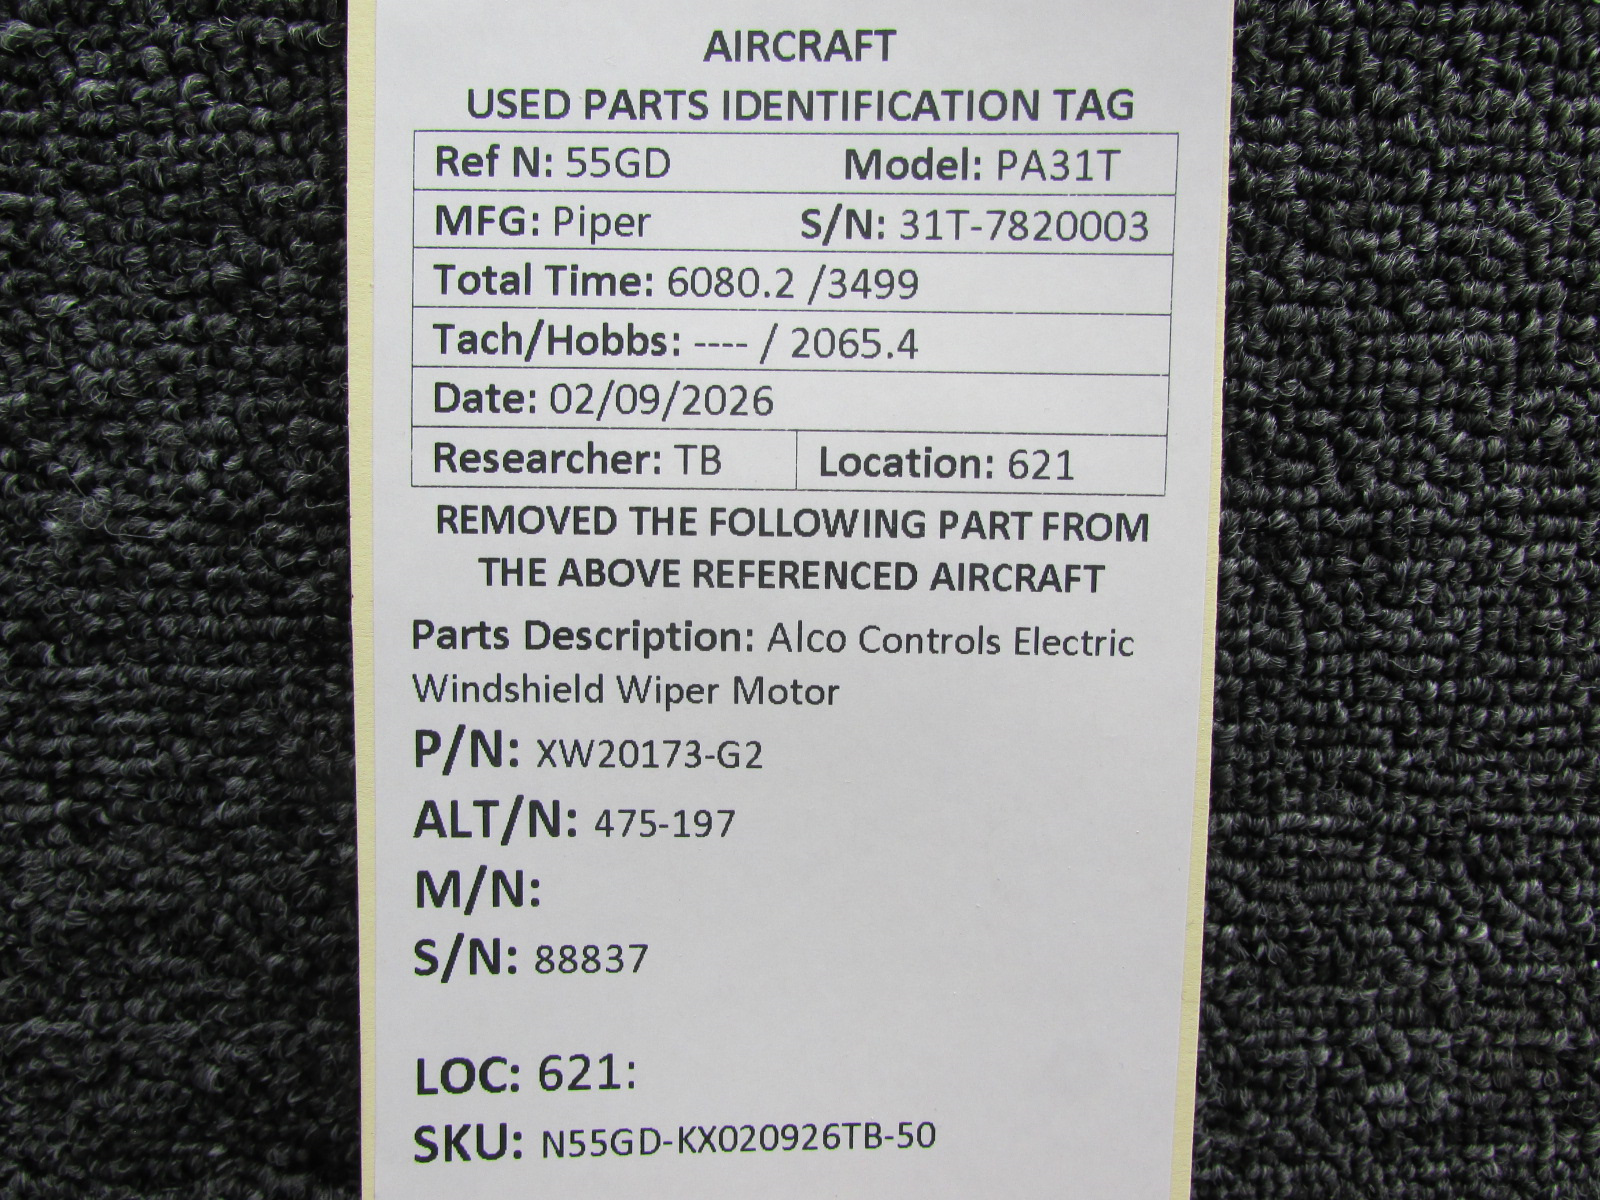 AIRCRAFT
USED PARTS IDENTIFICATION TAG
Ref N: 55GD Model: PA31T
MFG: Piper S/N: 31T-7820003
Total Time: 6080.2 /3499
Tach/Hobbs: ---- / 2065.4
Date: 02/09/2026
Researcher: TB Location: 621
REMOVED THE FOLLOWING PART FROM
THE ABOVE REFERENCED AIRCRAFT
Parts Description: Alco Controls Electric
Windshield Wiper Motor
P/N: XW20173-G2
ALT/N: 475-197
M/N:
S/N: 88837
LOC: 621:
SKU: N55GD-KX020926TB-50